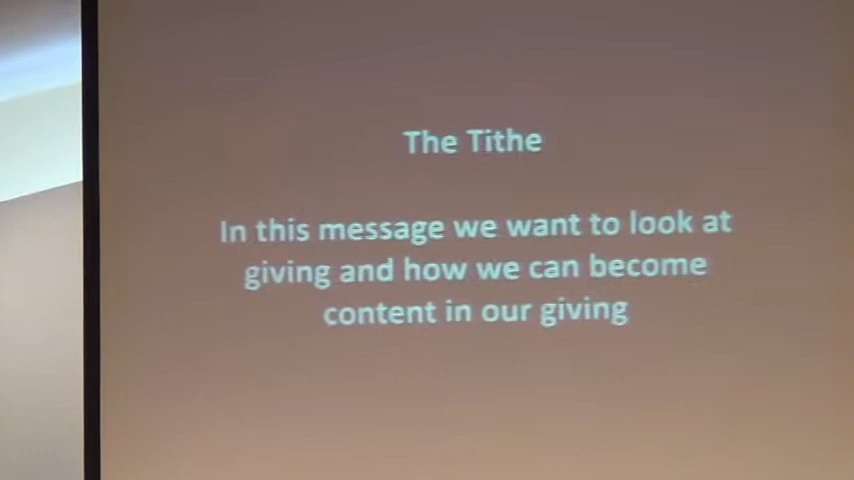 The Tithe
In this message we want to look at
giving and how we can become
content in our giving